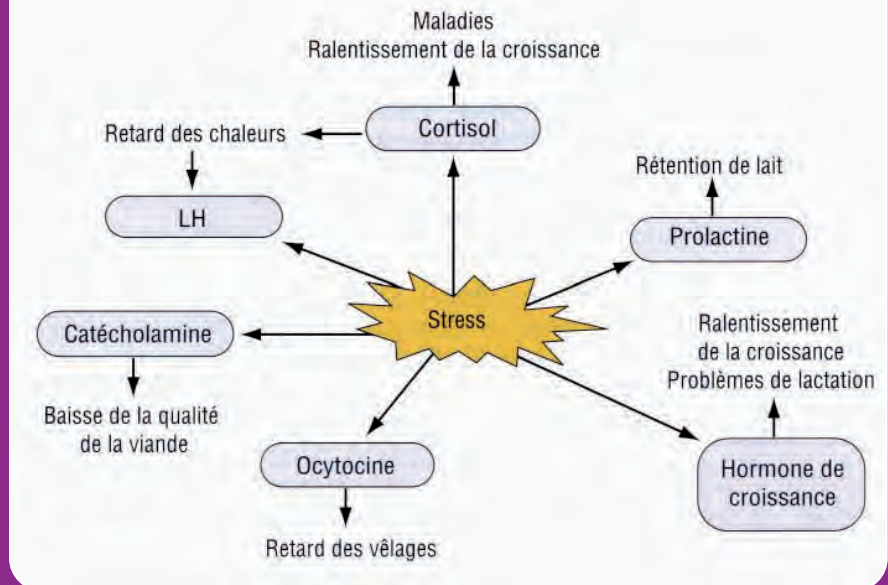 Maladies
Ralentissement de la croissance
Cortisol
Retard des chaleurs
LH
Rétention de lait
Prolactine
Stress
Catécholamine
Baisse de la qualité
de la viande
Ralentissement
de la croissance
Problèmes de lactation
Hormone de
croissance
Ocytocine
Retard des vêlages